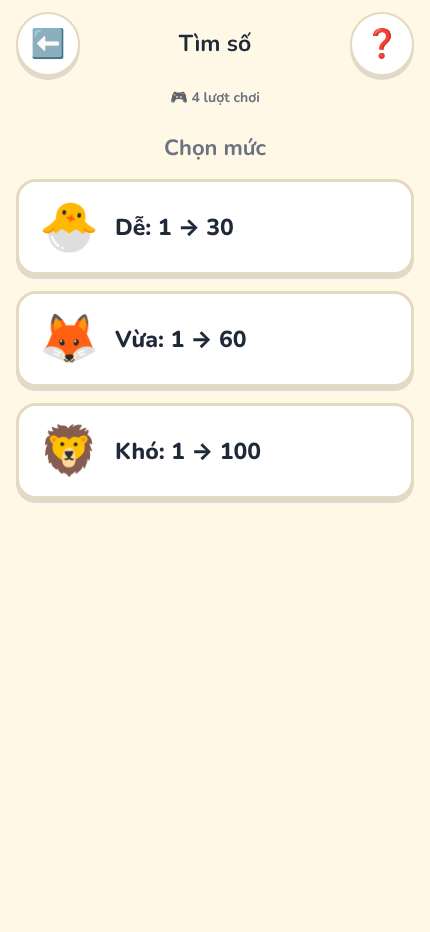 Tìm số
4 lượt chơi
Chọn mức
Dễ: 1 → 30
Vừa: 1 → 60
Khó: 1 → 100